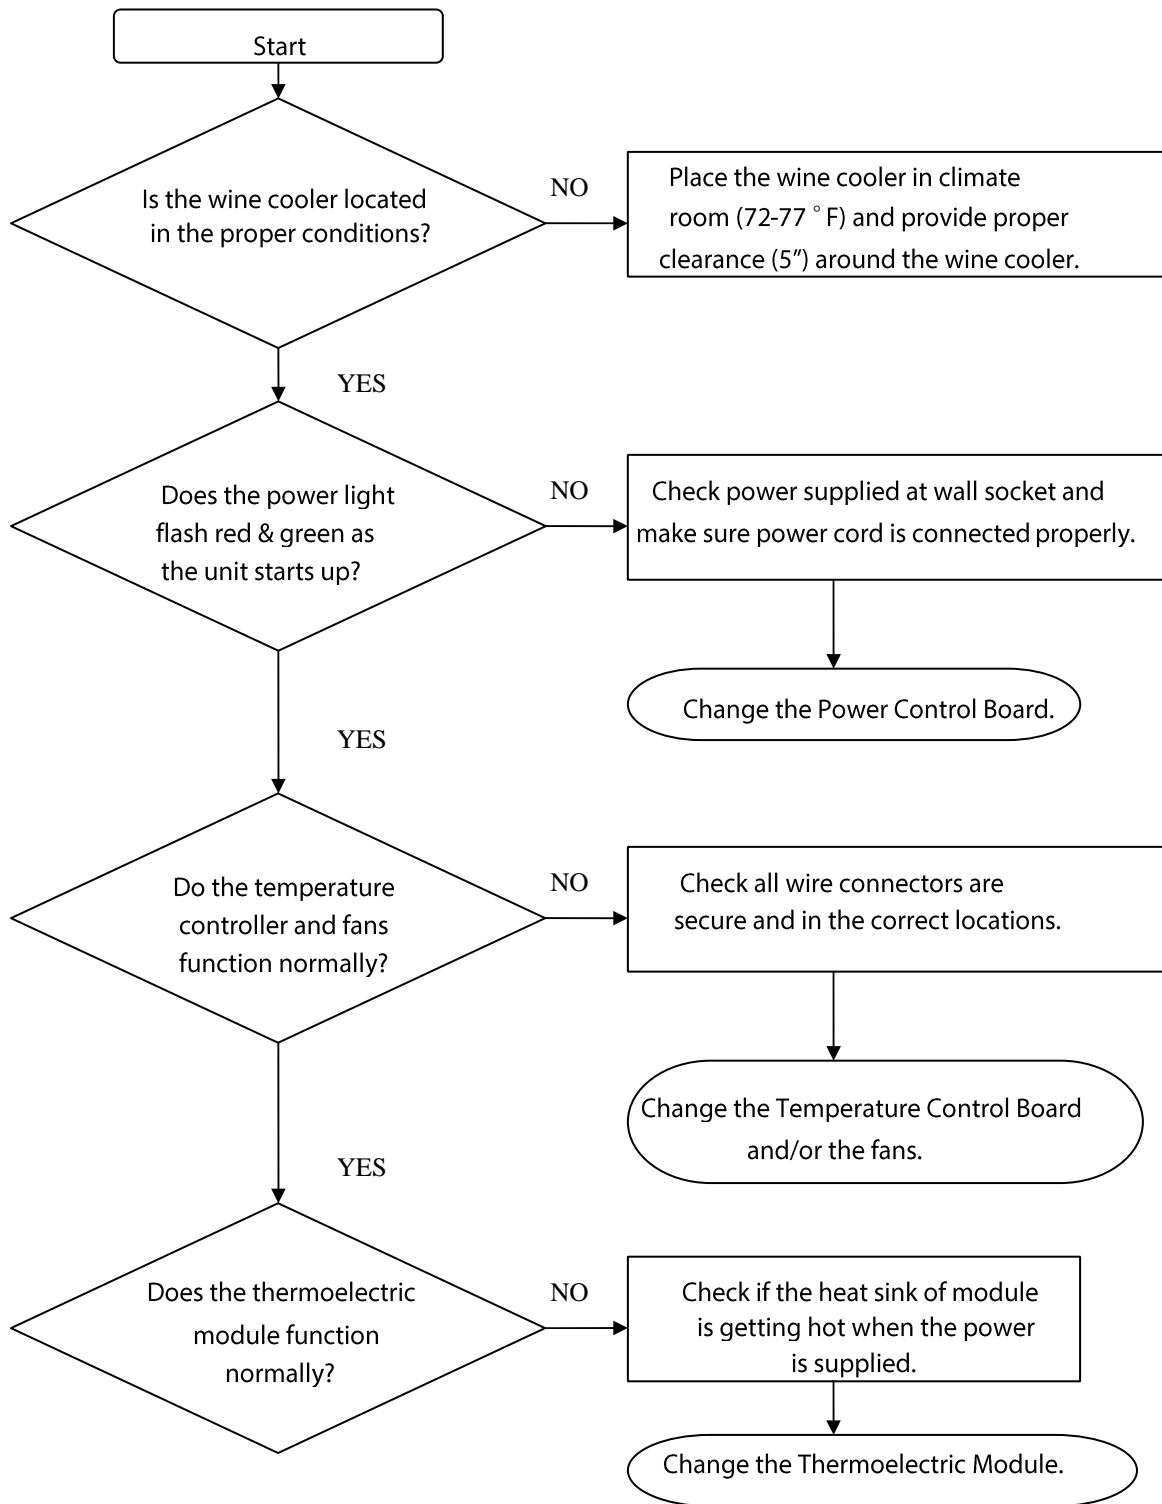 Start
Is the wine cooler located
in the proper conditions?
NO
Place the wine cooler in climate
room (72-77 °F) and provide proper
clearance (5”) around the wine cooler.
YES
Does the power light
flash red & green as
the unit starts up?
NO
Check power supplied at wall socket and
make sure power cord is connected properly.
Change the Power Control Board.
YES
Do the temperature
controller and fans
function normally?
NO
Check all wire connectors are
secure and in the correct locations.
Change the Temperature Control Board
and/or the fans.
YES
Does the thermoelectric
module function
normally?
NO
Check if the heat sink of module
is getting hot when the power
is supplied.
Change the Thermoelectric Module.